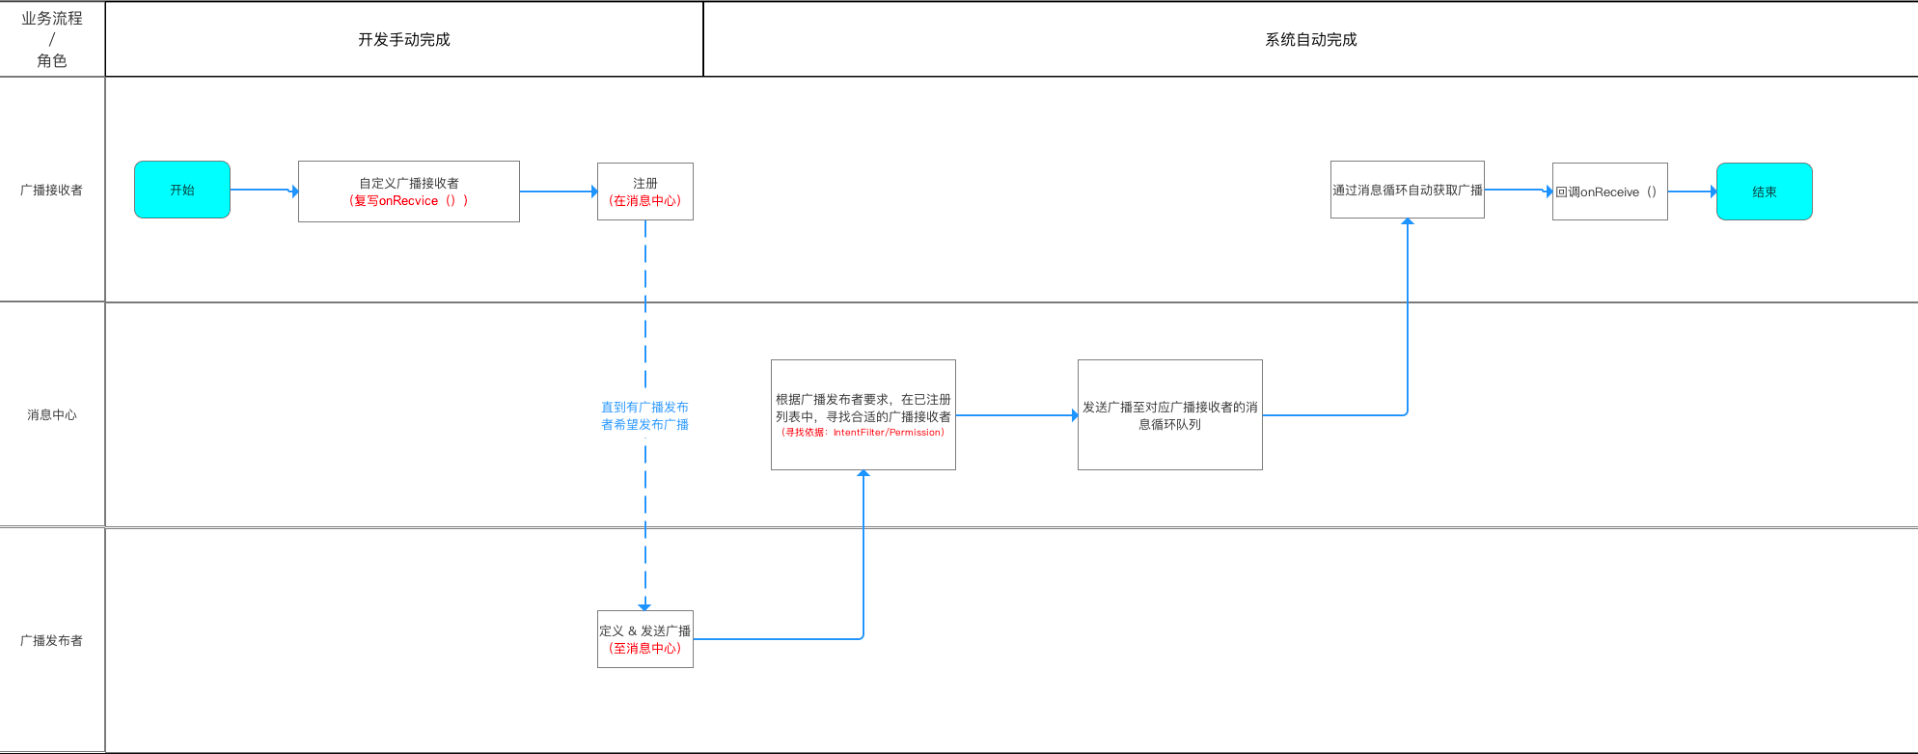 业务流程
/
角色
开发手动完成
系统自动完成
广播接收者
开始
自定义广播接收者
（复写onRecvice（））
注册
（在消息中心）
通过消息循环自动获取广播
回调onReceive（）
结束
消息中心
直到有广播发布
者希望发布广播
根据广播发布者要求，在已注册
列表中，寻找合适的广播接收者
（寻找依据：IntentFilter/Permission）
发送广播至对应广播接收者的消
息循环队列
广播发布者
定义 & 发送广播
（至消息中心）